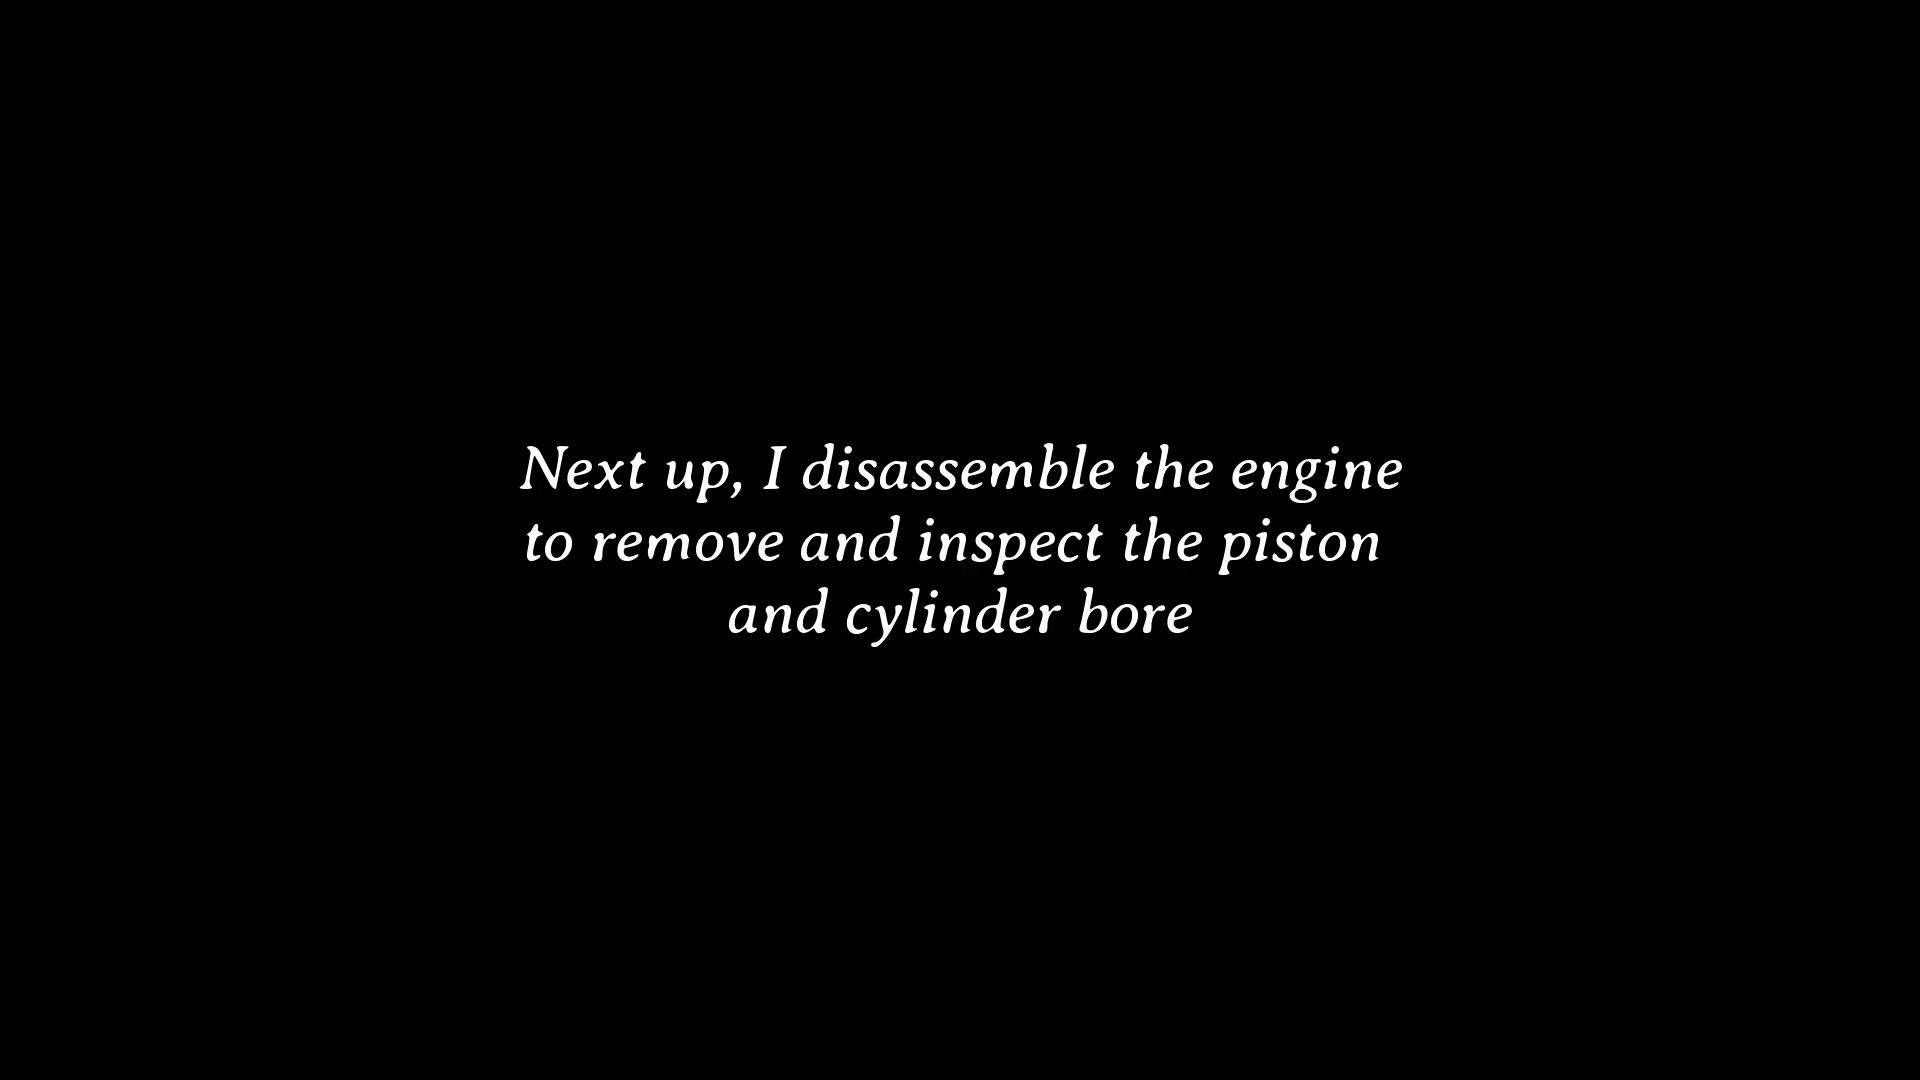 Next up, I disassemble the engine
to remove and inspect the piston
and cylinder bore